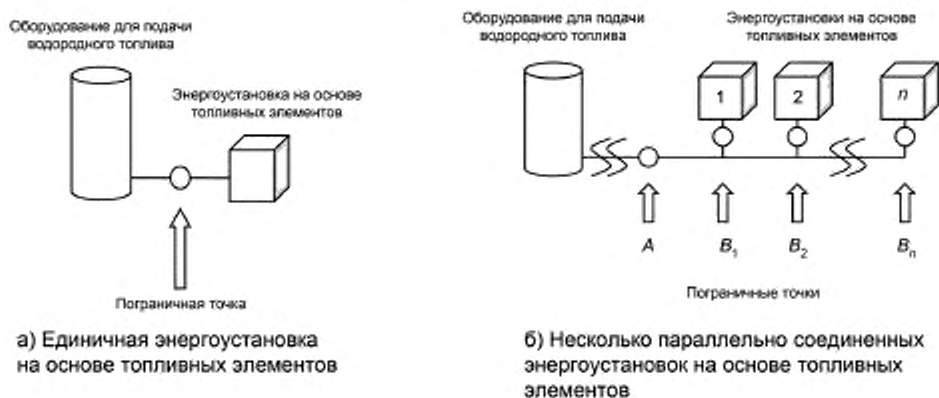 Оборудование для подачи
водородного топлива
Энергоустановка на основе
топливных элементов
Пограничная точка
а) Единичная энергоустановка
на основе топливных элементов
Оборудование для подачи
водородного топлива
Энергоустановки на основе
топливных элементов
1 2 n
A B1 B2 Bn
Пограничные точки
б) Несколько параллельно соединенных
энергоустановок на основе топливных
элементов